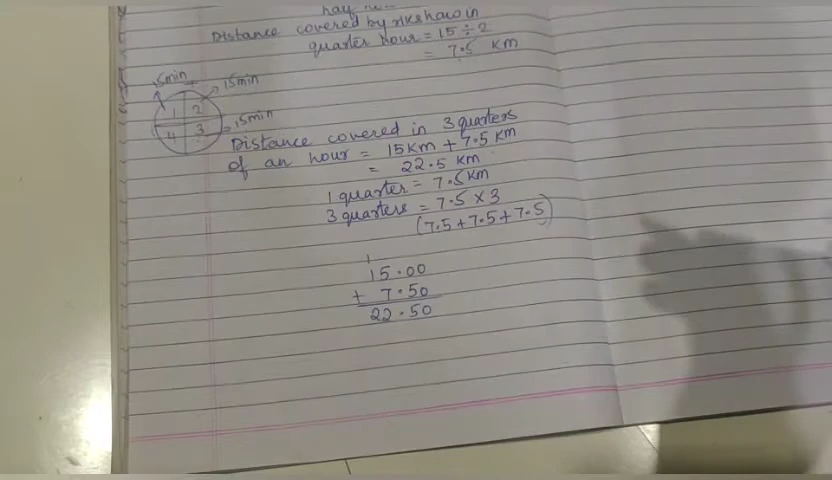 Distance covered by rikshaw in
quarter hour = 15 ÷ 2
= 7.5 KM
15min
15min
15min
1 2
4 3
Distance covered in 3 quarters
of an hour = 15KM + 7.5 KM
= 22.5 KM
1 quarter = 7.5KM
3 quarters = 7.5 x 3
(7.5+7.5+7.5)
1
15.00
+ 7.50
22.50